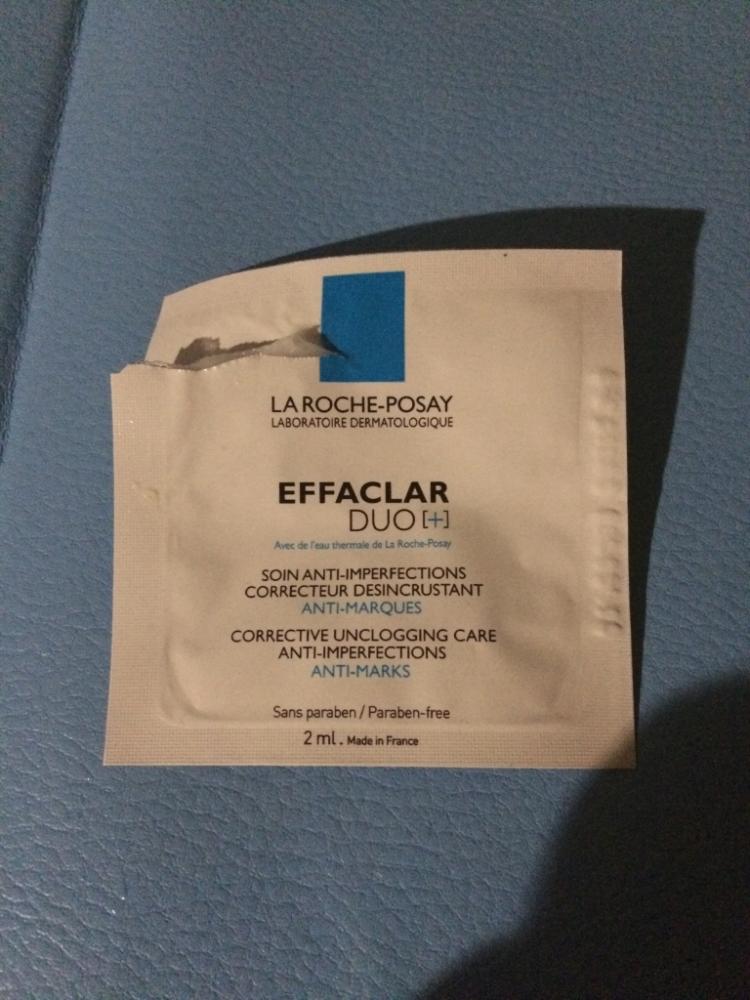 LA ROCHE-POSAY
LABORATOIRE DERMATOLOGIQUE
EFFACLAR
DUO [+]
Avec de l'eau thermale de La Roche-Posay
SOIN ANTI-IMPERFECTIONS
CORRECTEUR DESINCRUSTANT
ANTI-MARQUES
CORRECTIVE UNCLOGGING CARE
ANTI-IMPERFECTIONS
ANTI-MARKS
Sans paraben / Paraben-free
2 ml . Made in France